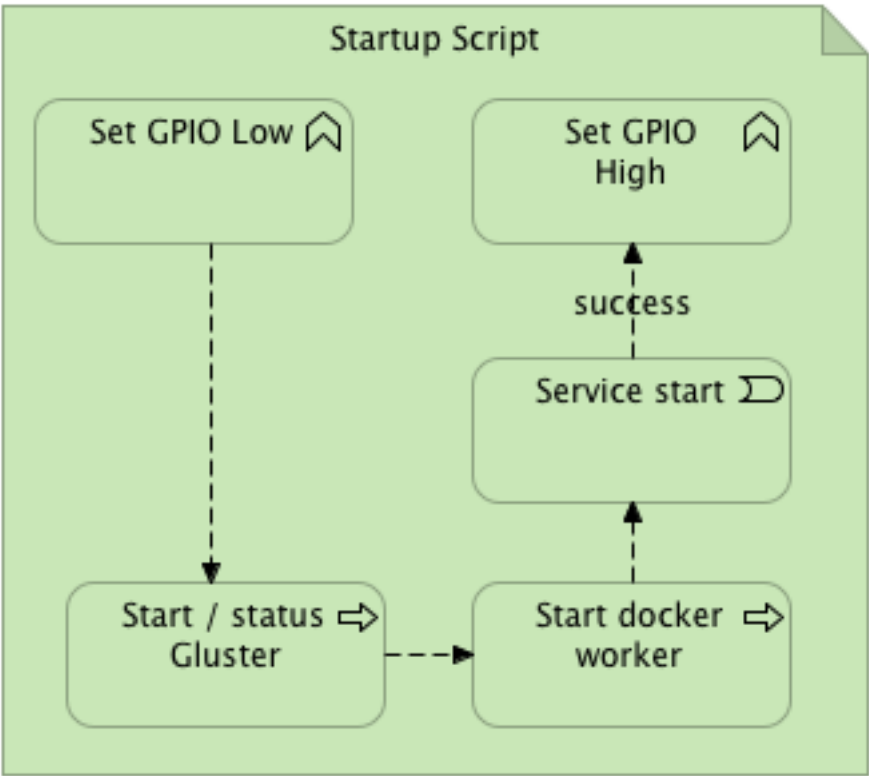 Startup Script
Set GPIO Low
Set GPIO
High
success
Service start
Start / status
Gluster
Start docker
worker